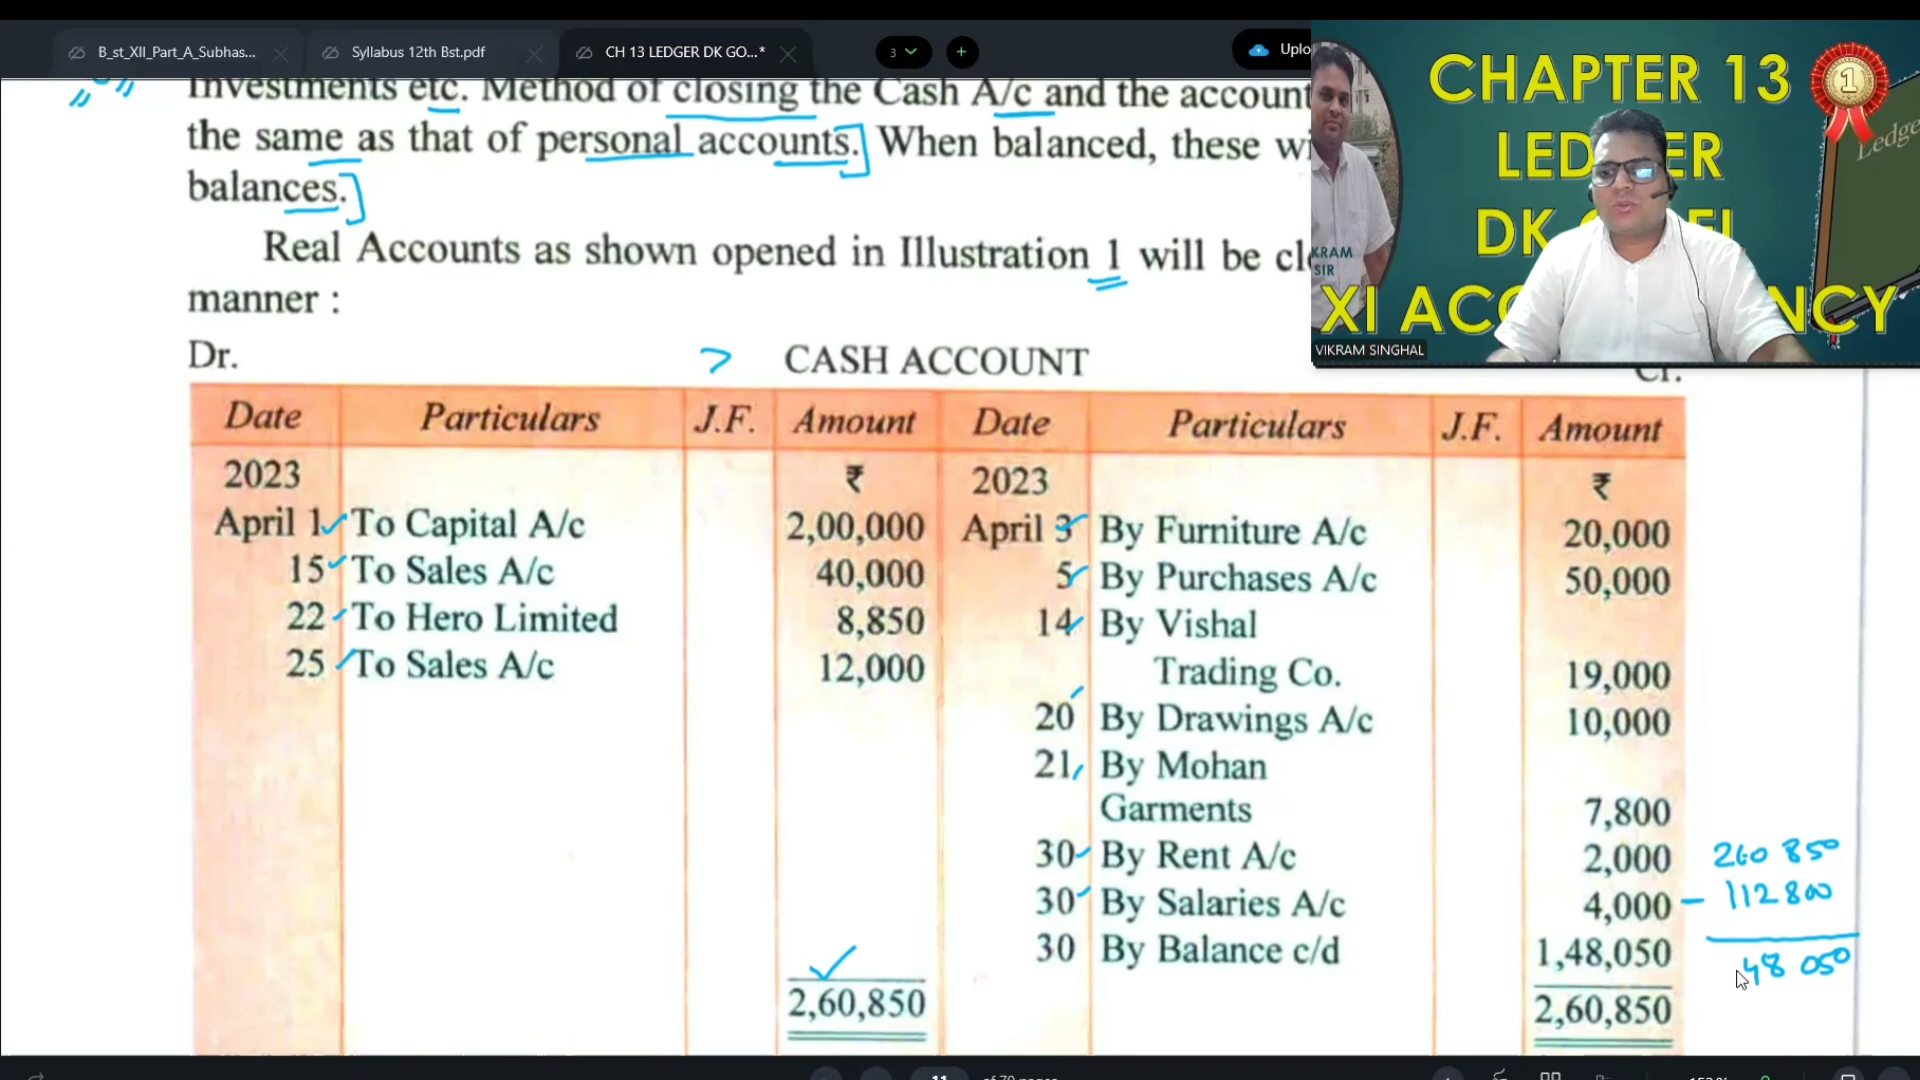 B_st_XII_Part_A_Subhas...
Syllabus 12th Bst.pdf
CH 13 LEDGER DK GO...*
3
+
Uplo
Investments etc. Method of closing the Cash A/c and the account
the same as that of personal accounts. When balanced, these wi
balances.
Real Accounts as shown opened in Illustration 1 will be cl
manner :
CHAPTER 13
LED ER
DK
XI ACC NCY
Ledge
KRAM
SIR
VIKRAM SINGHAL
Dr. CASH ACCOUNT Cr.
Date Particulars J.F. Amount Date Particulars J.F. Amount
2023 ₹ 2023 ₹
April 1 To Capital A/c 2,00,000 April 3 By Furniture A/c 20,000
15 To Sales A/c 40,000 5 By Purchases A/c 50,000
22 To Hero Limited 8,850 14 By Vishal
25 To Sales A/c 12,000 Trading Co. 19,000
20 By Drawings A/c 10,000
21 By Mohan
Garments 7,800
30 By Rent A/c 2,000
30 By Salaries A/c 4,000
30 By Balance c/d 1,48,050
2,60,850 2,60,850
260 850
- 112 800
48 050
11 of 70 pages